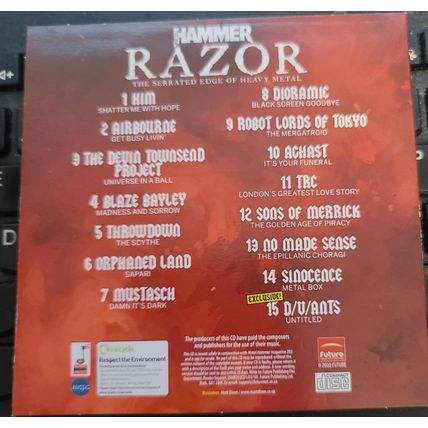 HAMMER
RAZOR
THE SERRATED EDGE OF HEAVY METAL
1 HIM
SHATTER ME WITH HOPE
2 AIRBOURNE
GET BUSY LIVIN'
3 THE DEVIN TOWNSEND
PROJECT
UNIVERSE IN A BALL
4 BLAZE BAYLEY
MADNESS AND SORROW
5 THROWDOWN
THE SCYTHE
6 ORPHANED LAND
SAPARI
7 MUSTASCH
DAMN IT'S DARK
8 DIORAMIC
BLACK SCREEN GOODBYE
9 ROBOT LORDS OF TOKYO
THE MERGATROID
10 AGHAST
IT'S YOUR FUNERAL
11 TRC
LONDON'S GREATEST LOVE STORY
12 SONS OF MERRICK
THE GOLDEN AGE OF PIRACY
13 NO MADE SENSE
THE EPILLANIC CHORAGI
14 SINOCENCE
METAL BOX
EXCLUSIVE!
15 D/V/ANTS
UNTITLED
recycle
Respect the Environment
The producers of this CD have paid the composers
and publishers for the use of their music.
Future
© 2010 FUTURE
COMPACT
disc
D